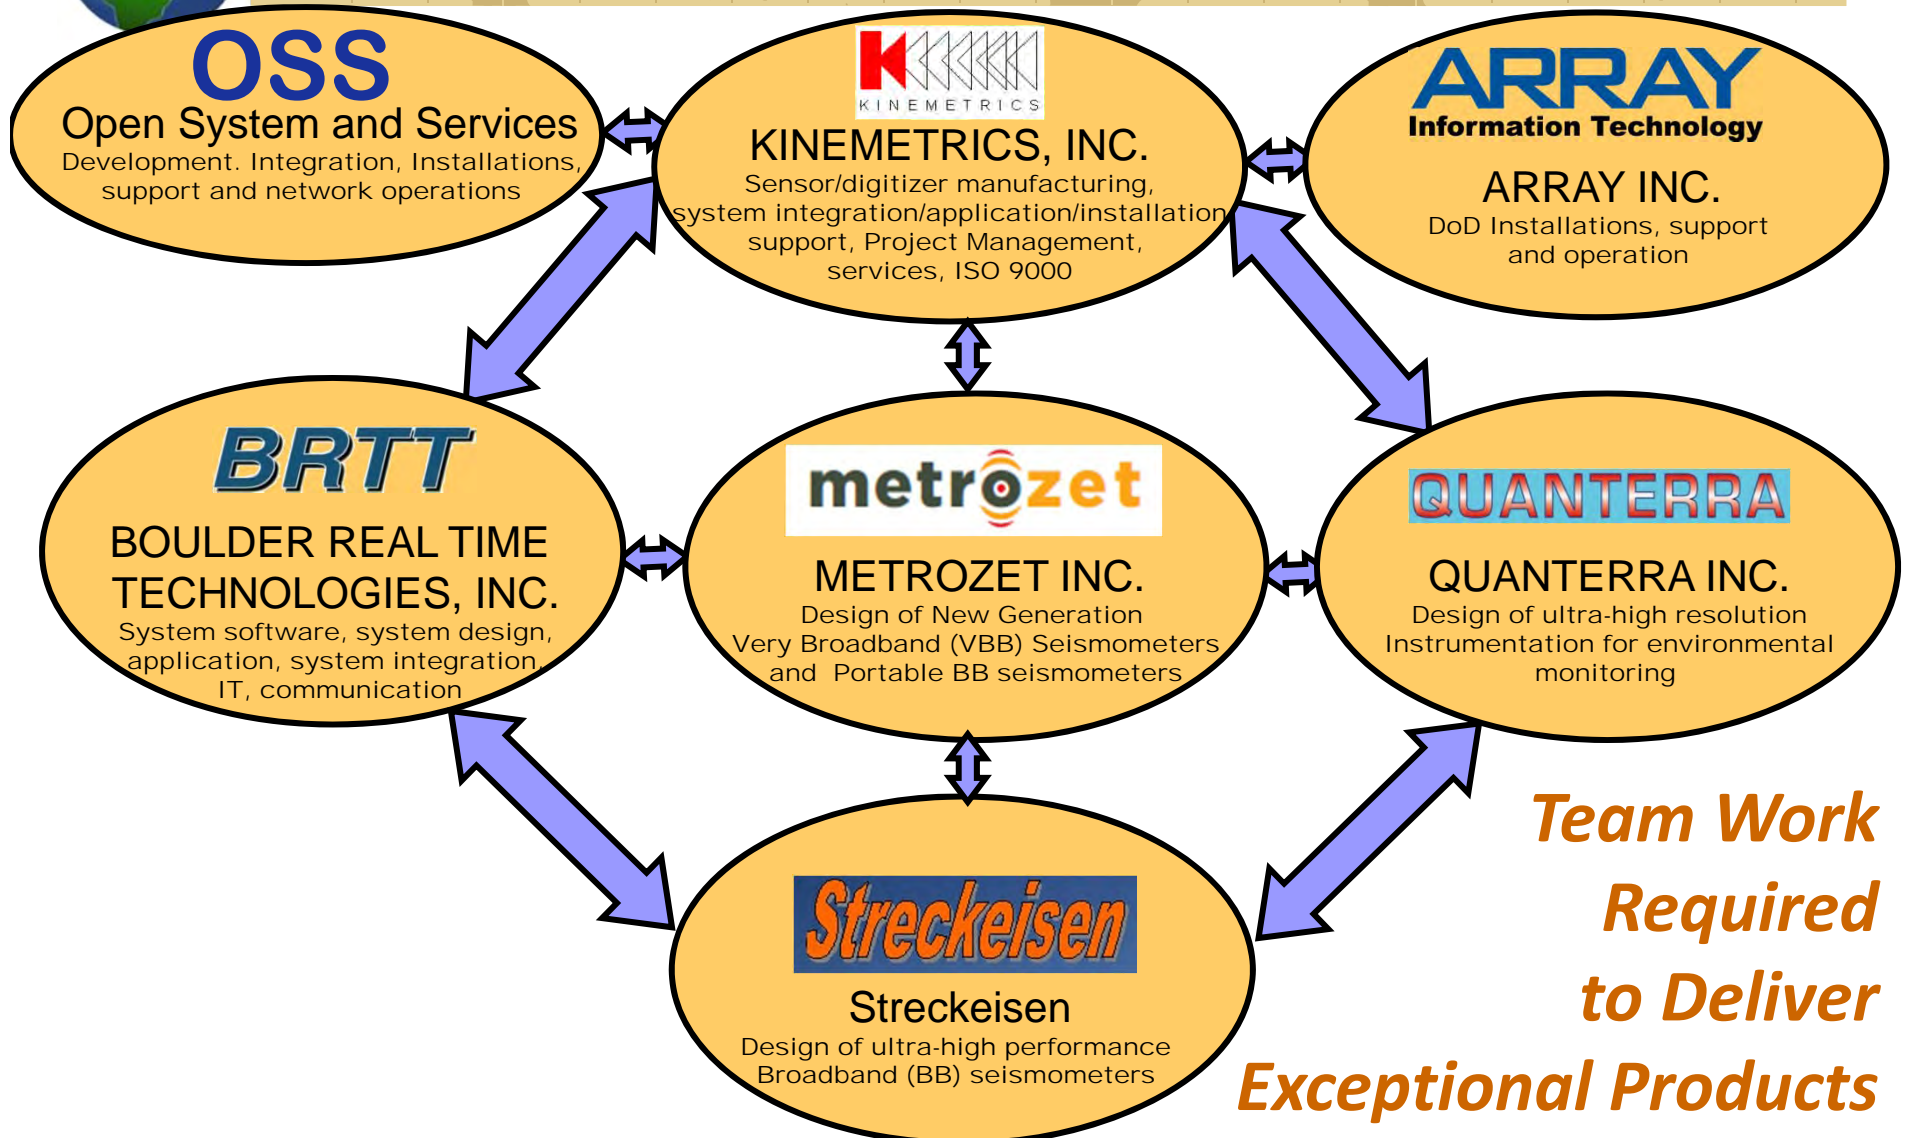 OSS
Open System and Services
Development. Integration, Installations,
support and network operations
KINEMETRICS
KINEMETRICS, INC.
Sensor/digitizer manufacturing,
system integration/application/installation
support, Project Management,
services, ISO 9000
ARRAY
Information Technology
ARRAY INC.
DoD Installations, support
and operation
BRTT
BOULDER REAL TIME
TECHNOLOGIES, INC.
System software, system design,
application, system integration,
IT, communication
metrozet
METROZET INC.
Design of New Generation
Very Broadband (VBB) Seismometers
and Portable BB seismometers
QUANTERRA
QUANTERRA INC.
Design of ultra-high resolution
Instrumentation for environmental
monitoring
Streckeisen
Streckeisen
Design of ultra-high performance
Broadband (BB) seismometers
Team Work
Required
to Deliver
Exceptional Products